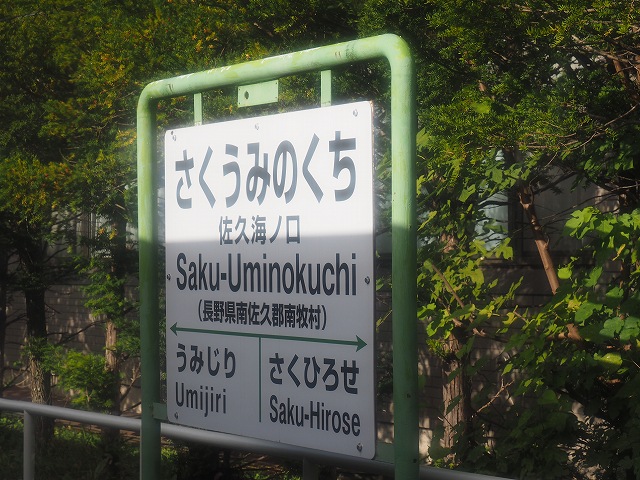 さくうみのくち
佐久海ノ口
Saku-Uminokuchi
(長野県南佐久郡南牧村)
うみじり さくひろせ
Umijiri Saku-Hirose